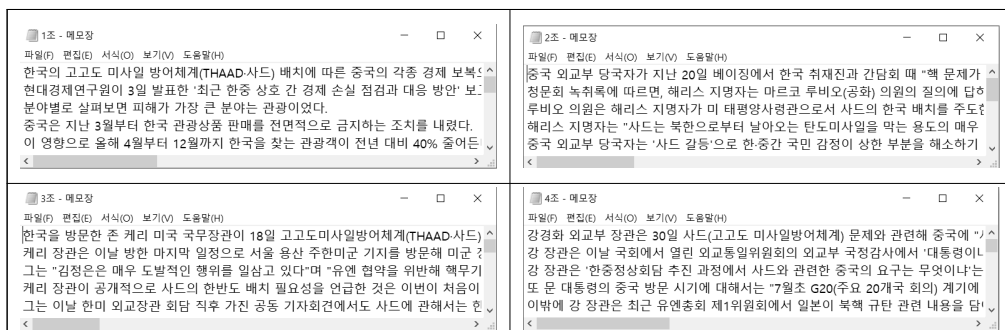 1조 - 메모장
파일(F) 편집(E) 서식(O) 보기(V) 도움말(H)
한국의 고고도 미사일 방어체계(THAAD·사드) 배치에 따른 중국의 각종 경제 보복으
현대경제연구원이 3일 발표한 '최근 한중 상호 간 경제 손실 점검과 대응 방안' 보
분야별로 살펴보면 피해가 가장 큰 분야는 관광이었다.
중국은 지난 3월부터 한국 관광상품 판매를 전면적으로 금지하는 조치를 내렸다.
이 영향으로 올해 4월부터 12월까지 한국을 찾는 관광객이 전년 대비 40% 줄어든
2조 - 메모장
파일(F) 편집(E) 서식(O) 보기(V) 도움말(H)
중국 외교부 당국자가 지난 20일 베이징에서 한국 취재진과 간담회 때 "핵 문제가
청문회 녹취록에 따르면, 해리스 지명자는 마르코 루비오(공화) 의원의 질의에 답
루비오 의원은 해리스 지명자가 미 태평양사령관으로서 사드의 한국 배치를 주도한
해리스 지명자는 "사드는 북한으로부터 날아오는 탄도미사일을 막는 용도의 매우
중국 외교부 당국자는 '사드 갈등'으로 한·중간 국민 감정이 상한 부분을 해소하기
3조 - 메모장
파일(F) 편집(E) 서식(O) 보기(V) 도움말(H)
한국을 방문한 존 케리 미국 국무장관이 18일 고고도미사일방어체계(THAAD·사드)
케리 장관은 이날 방한 마지막 일정으로 서울 용산 주한미군 기지를 방문해 미군
그는 "김정은은 매우 도발적인 행위를 일삼고 있다"며 "유엔 협약을 위반해 핵무기
케리 장관이 공개적으로 사드의 한반도 배치 필요성을 언급한 것은 이번이 처음이
그는 이날 한미 외교장관 회담 직후 가진 공동 기자회견에서도 사드에 관해서는 한
4조 - 메모장
파일(F) 편집(E) 서식(O) 보기(V) 도움말(H)
강경화 외교부 장관은 30일 사드(고고도 미사일방어체계) 문제와 관련해 중국에 "
강 장관은 이날 국회에서 열린 외교통일위원회의 외교부 국정감사에서 '대통령이나
강 장관은 '한중정상회담 추진 과정에서 사드와 관련한 중국의 요구는 무엇이냐'는
또 문 대통령의 중국 방문 시기에 대해서는 "7월초 G20(주요 20개국 회의) 계기에
이밖에 강 장관은 최근 유엔총회 제1위원회에서 일본이 북핵 규탄 관련 내용을 담